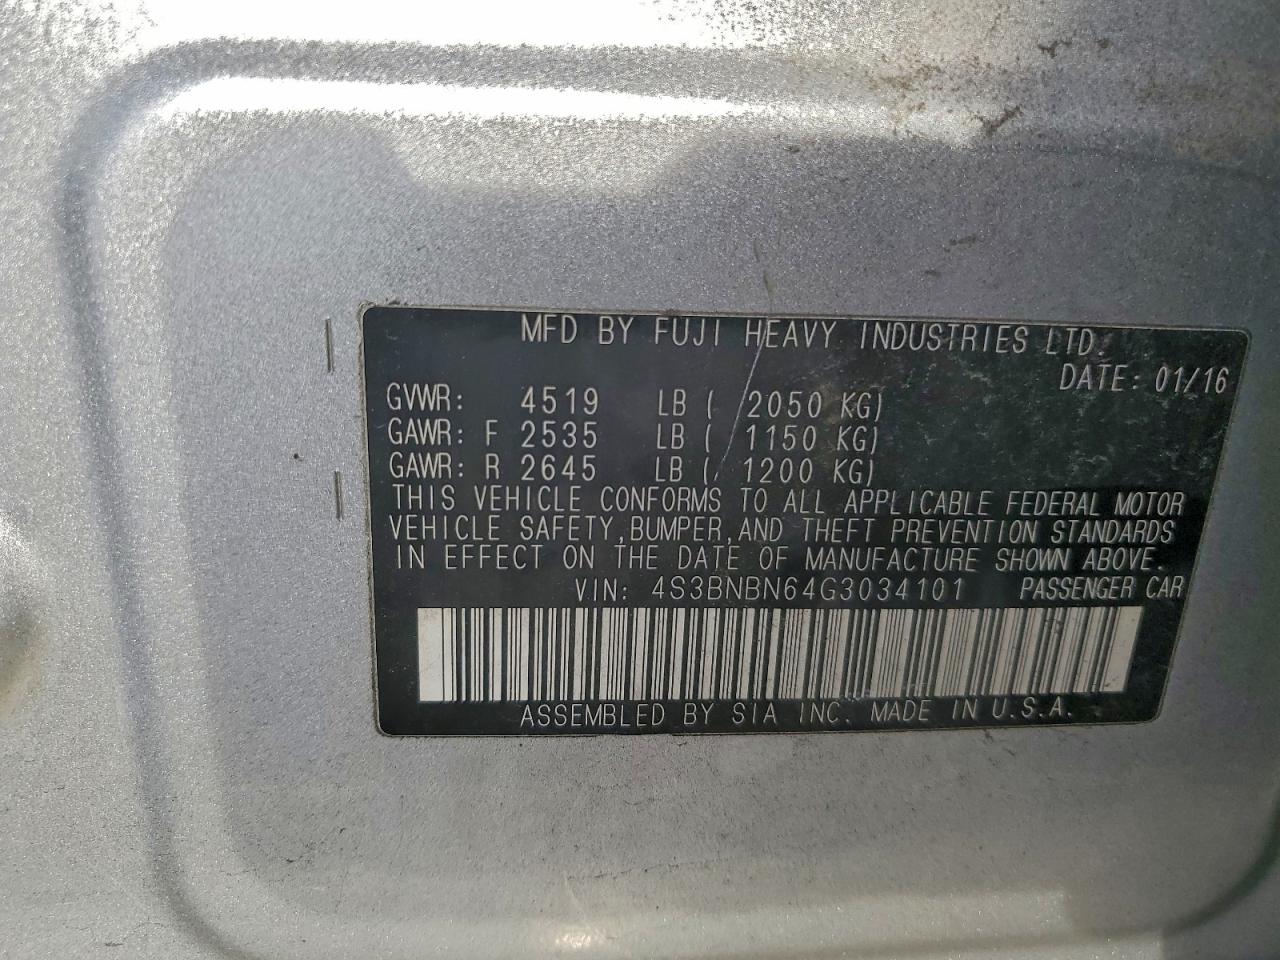 MFD BY FUJI HEAVY INDUSTRIES LTD.
DATE: 01/16
GVWR: 4519 LB ( 2050 KG)
GAWR: F 2535 LB ( 1150 KG)
GAWR: R 2645 LB ( 1200 KG)
THIS VEHICLE CONFORMS TO ALL APPLICABLE FEDERAL MOTOR
VEHICLE SAFETY, BUMPER, AND THEFT PREVENTION STANDARDS
IN EFFECT ON THE DATE OF MANUFACTURE SHOWN ABOVE.
VIN: 4S3BNBN64G3034101 PASSENGER CAR
ASSEMBLED BY SIA INC. MADE IN U.S.A.